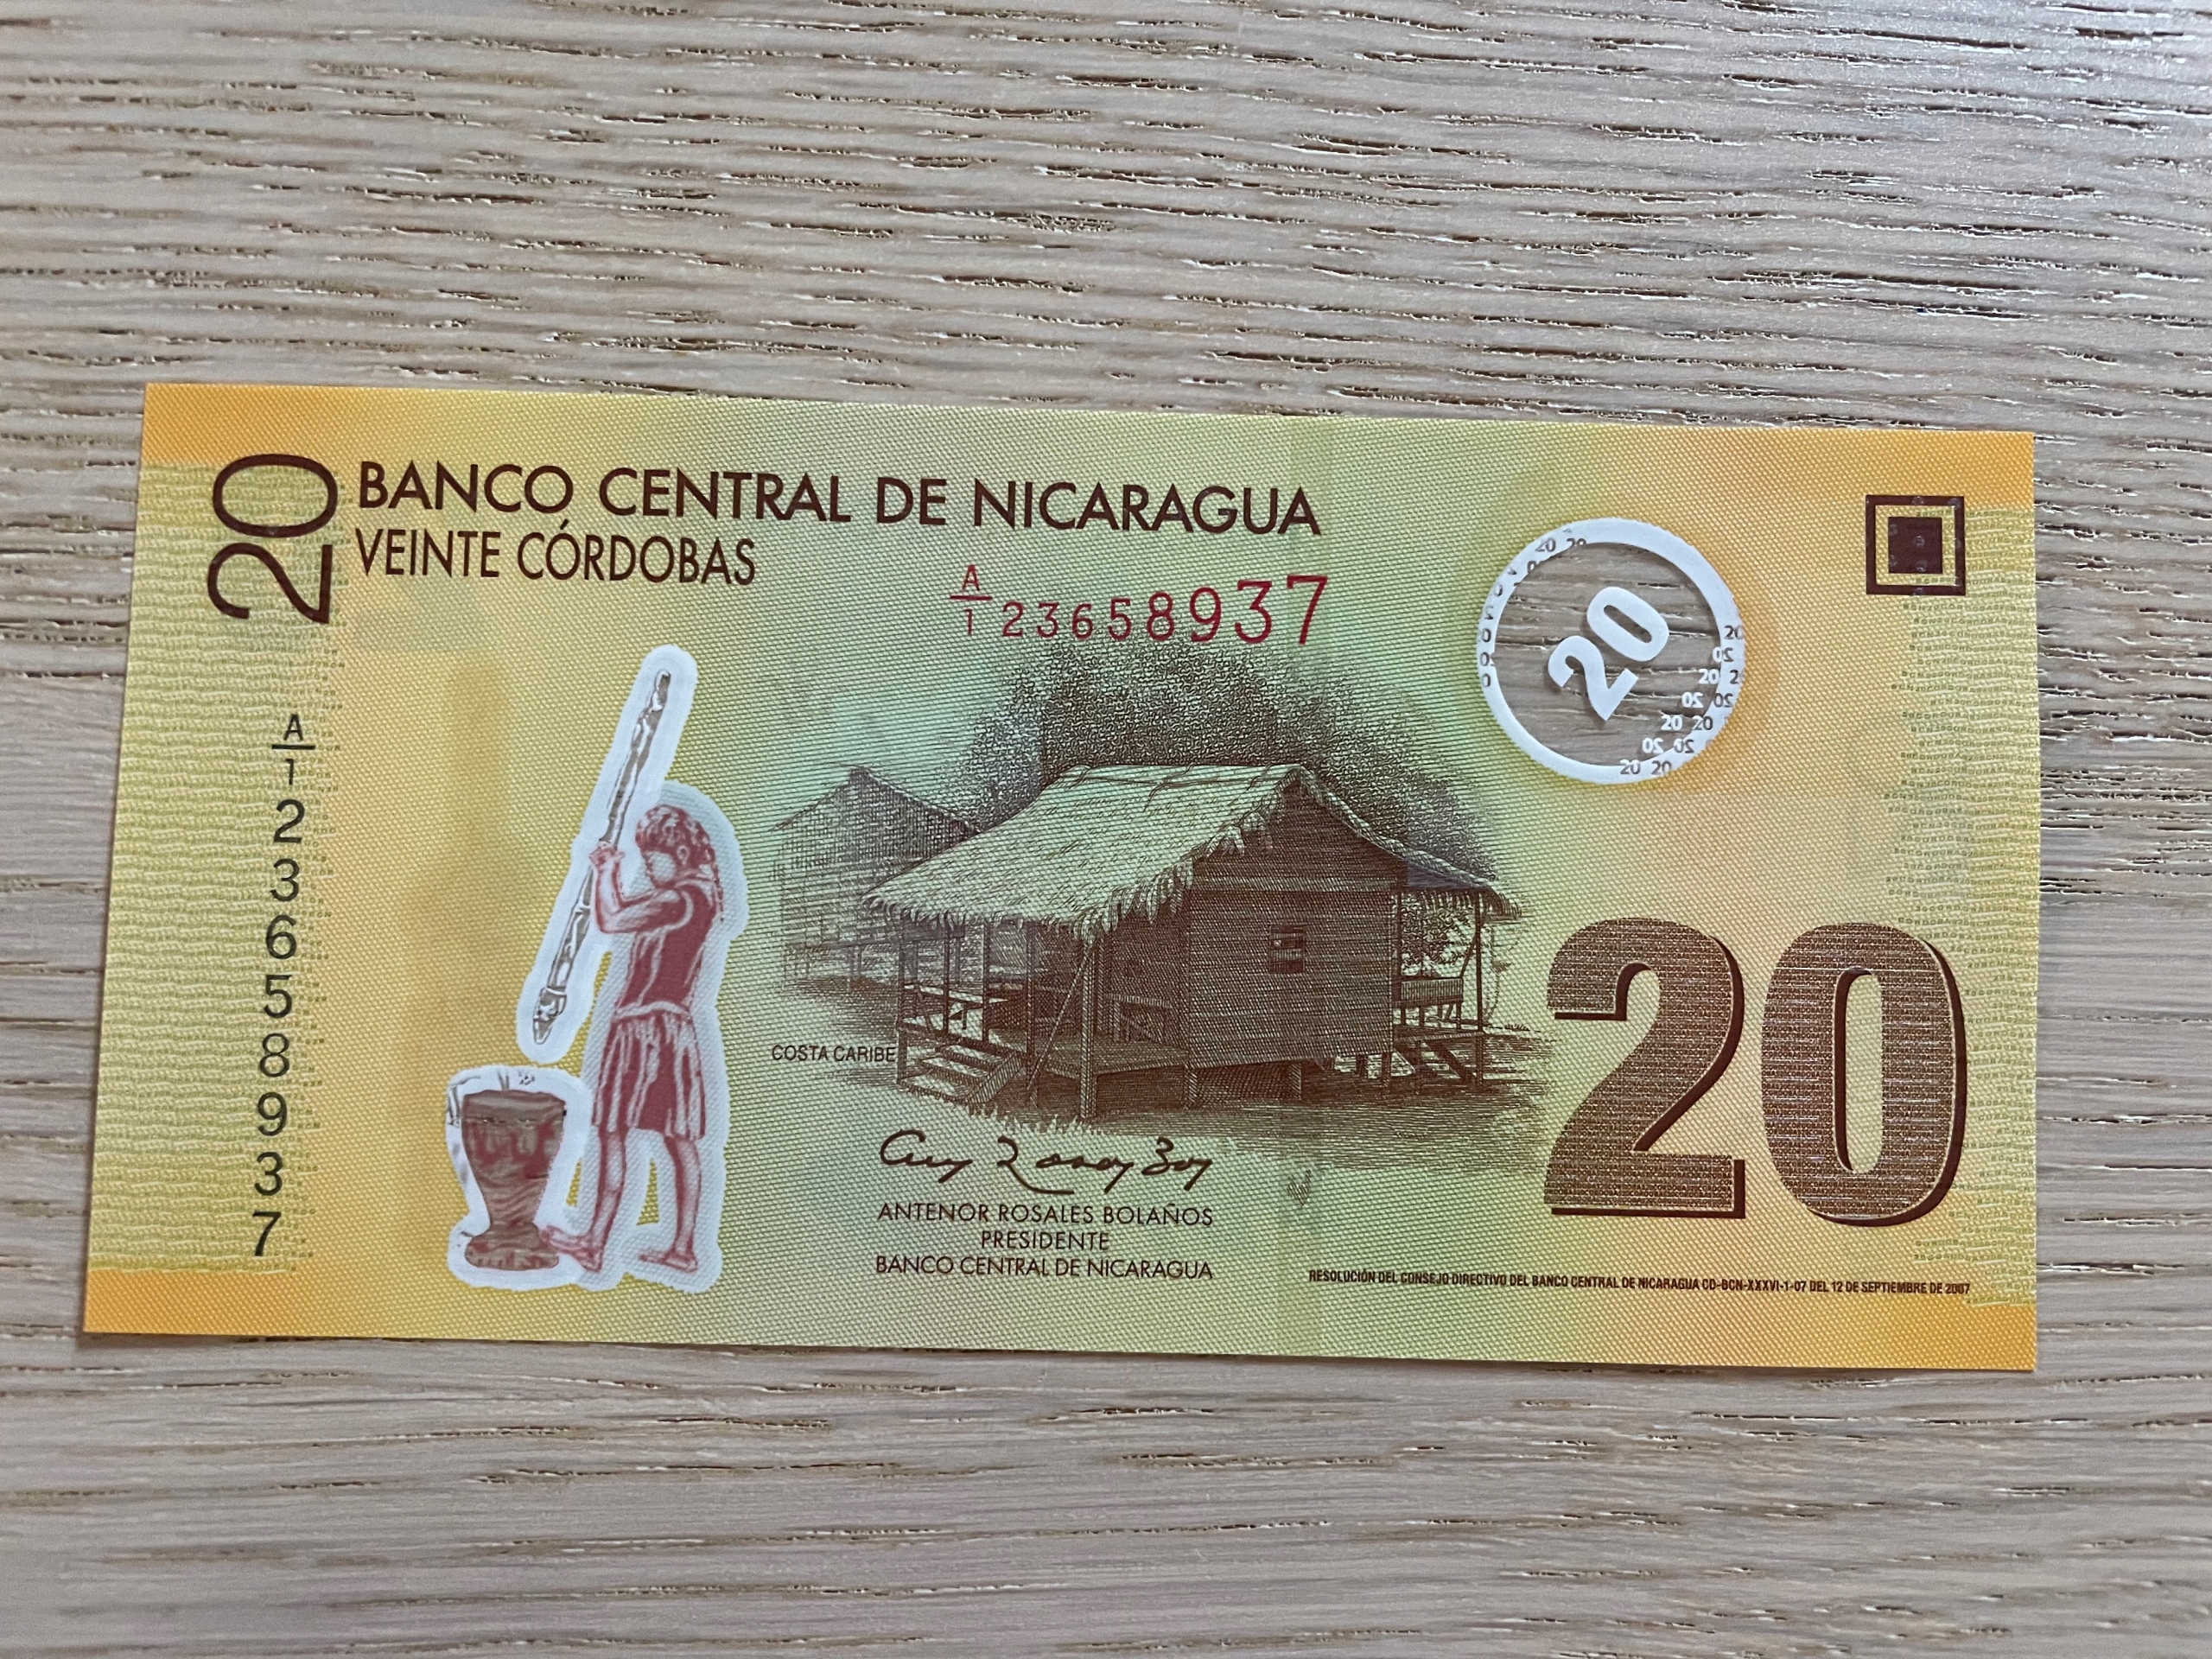 20
BANCO CENTRAL DE NICARAGUA
VEINTE CÓRDOBAS
A/1 23658937
20
A/1 23658937
COSTA CARIBE
20
ANTENOR ROSALES BOLAÑOS
PRESIDENTE
BANCO CENTRAL DE NICARAGUA
RESOLUCIÓN DEL CONSEJO DIRECTIVO DEL BANCO CENTRAL DE NICARAGUA CD-BCN-XXXVI-1-07 DEL 12 DE SEPTIEMBRE DE 2007